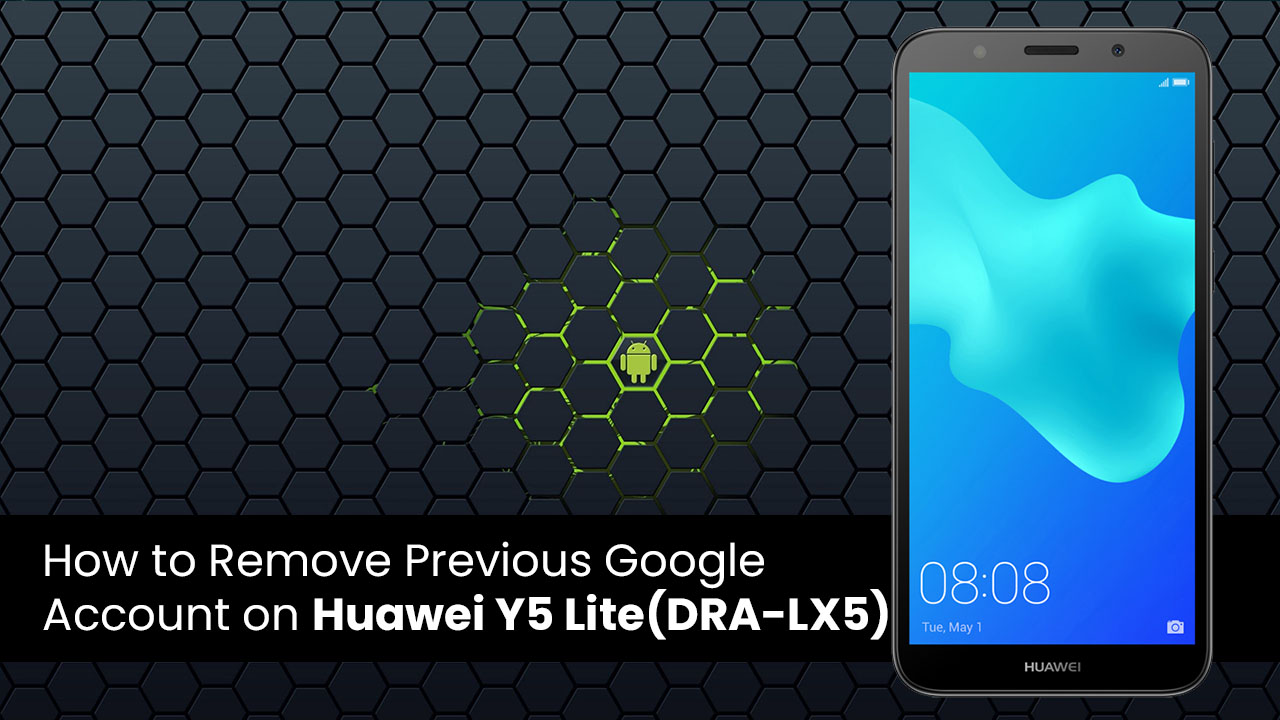 How to Remove Previous Google
Account on Huawei Y5 Lite(DRA-LX5)
08:08
Tue, May 1
HUAWEI